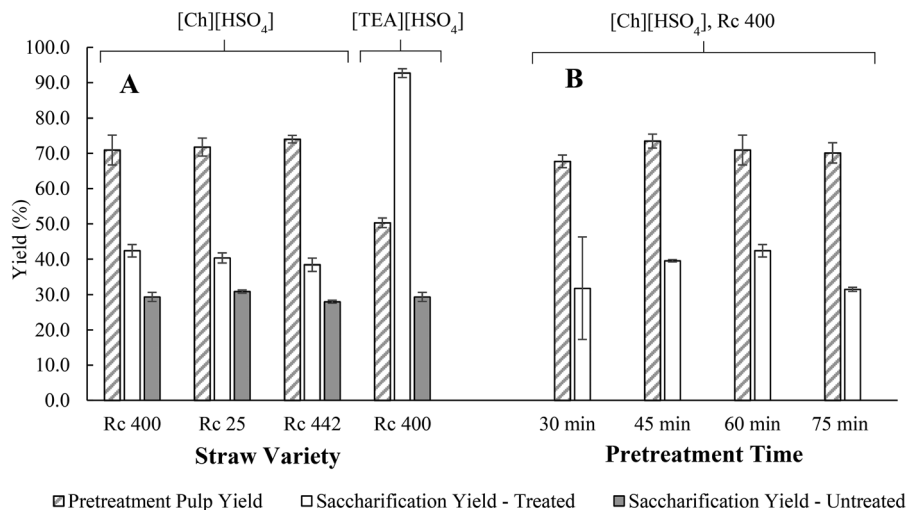 [Ch][HSO4] [TEA][HSO4] [Ch][HSO4], Rc 400
A B
Yield (%)
100.0
90.0
80.0
70.0
60.0
50.0
40.0
30.0
20.0
10.0
0.0
Rc 400 Rc 25 Rc 442 Rc 400 30 min 45 min 60 min 75 min
Straw Variety Pretreatment Time
Pretreatment Pulp Yield Saccharification Yield - Treated Saccharification Yield - Untreated